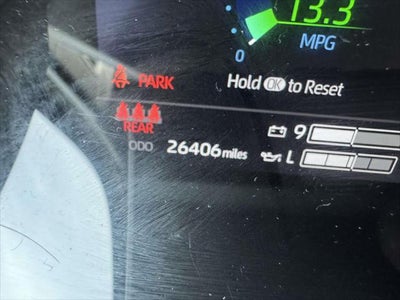 13.3
0
MPG
PARK
Hold OK to Reset
REAR
9
ODO 26406 miles
L